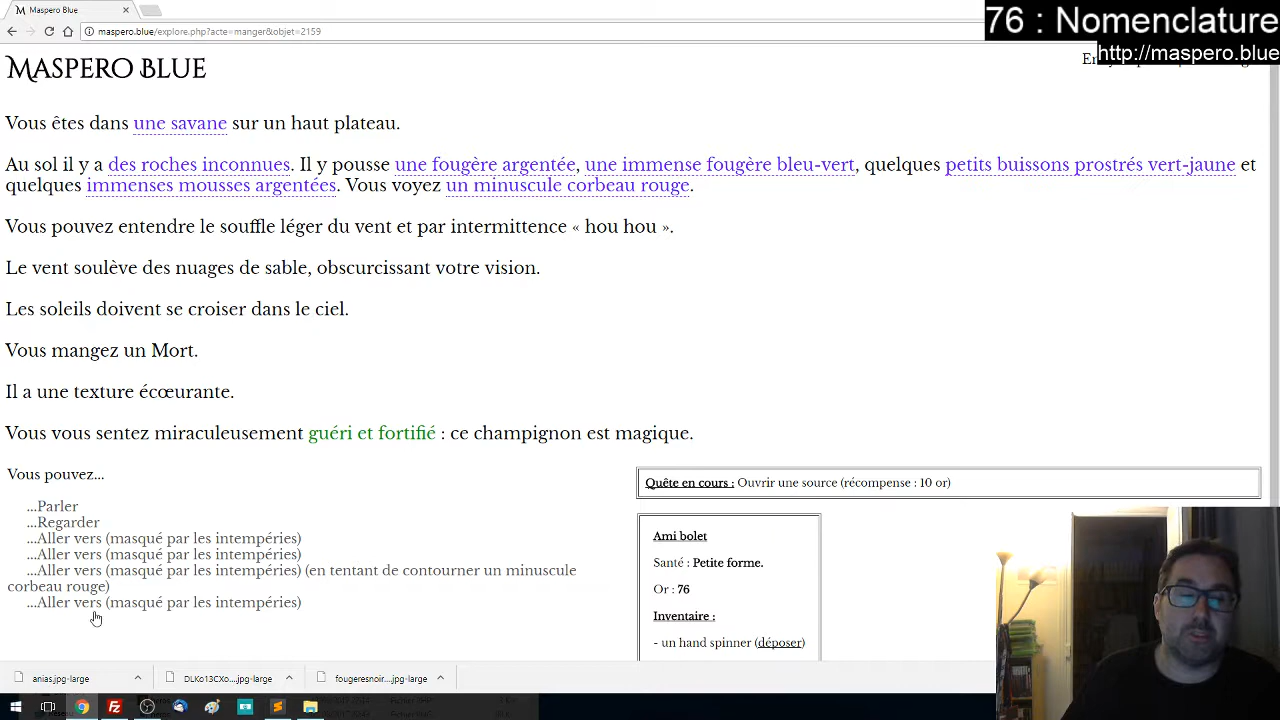 Maspero Blue
maspero.blue/explore.php?acte=manger&objet=2159
76 : Nomenclature
http://maspero.blue
Maspero Blue
Vous êtes dans une savane sur un haut plateau.
Au sol il y a des roches inconnues. Il y pousse une fougère argentée, une immense fougère bleu-vert, quelques petits buissons prostrés vert-jaune et
quelques immenses mousses argentées. Vous voyez un minuscule corbeau rouge.
Vous pouvez entendre le souffle léger du vent et par intermittence « hou hou ».
Le vent soulève des nuages de sable, obscurcissant votre vision.
Les soleils doivent se croiser dans le ciel.
Vous mangez un Mort.
Il a une texture écœurante.
Vous vous sentez miraculeusement guéri et fortifié : ce champignon est magique.
Vous pouvez...
...Parler
...Regarder
...Aller vers (masqué par les intempéries)
...Aller vers (masqué par les intempéries)
...Aller vers (masqué par les intempéries) (en tentant de contourner un minuscule
corbeau rouge)
...Aller vers (masqué par les intempéries)
Quête en cours : Ouvrir une source (récompense : 10 or)
Ami bolet
Santé : Petite forme.
Or : 76
Inventaire :
- un hand spinner (déposer)
anias.jpg-large
DLKo13CXo....jpg-large
fougeresnoir....jpg-large